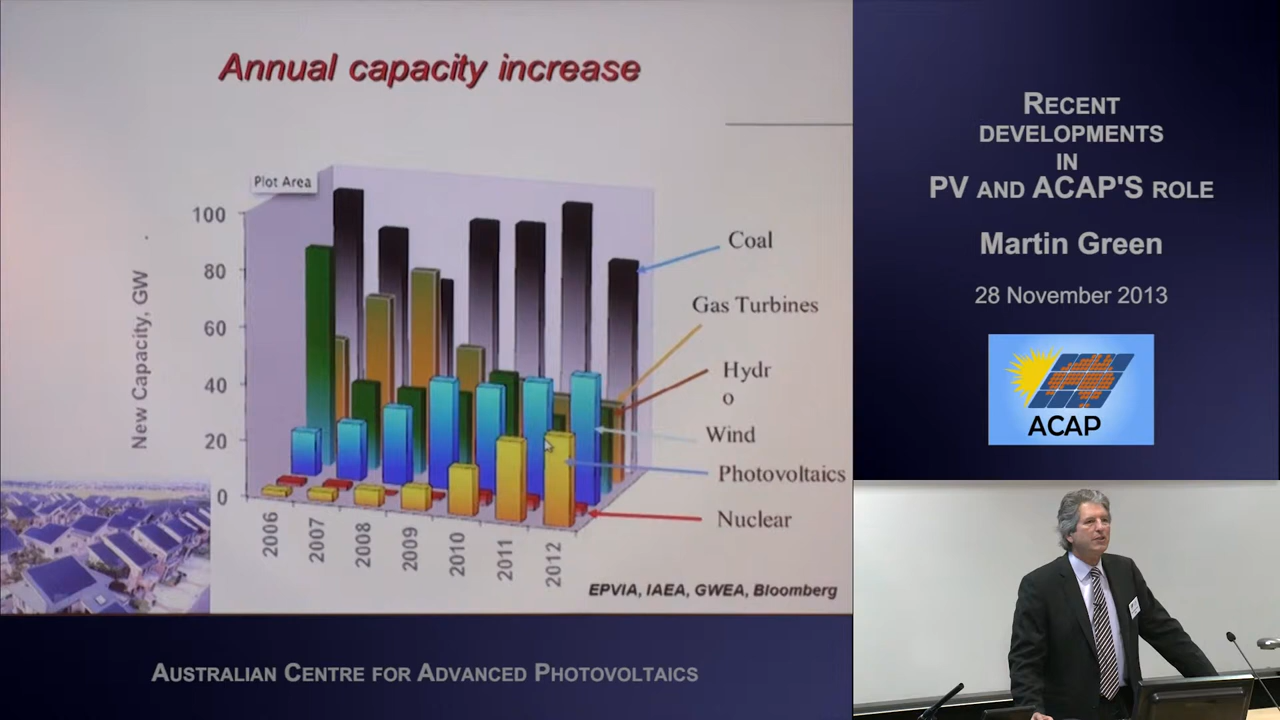 Annual capacity increase
Plot Area
100
80
60
40
20
0
New Capacity, GW
2006
2007
2008
2009
2010
2011
2012
Coal
Gas Turbines
Hydr
o
Wind
Photovoltaics
Nuclear
EPVIA, IAEA, GWEA, Bloomberg
AUSTRALIAN CENTRE FOR ADVANCED PHOTOVOLTAICS
RECENT
DEVELOPMENTS
IN
PV AND ACAP'S ROLE
Martin Green
28 November 2013
ACAP